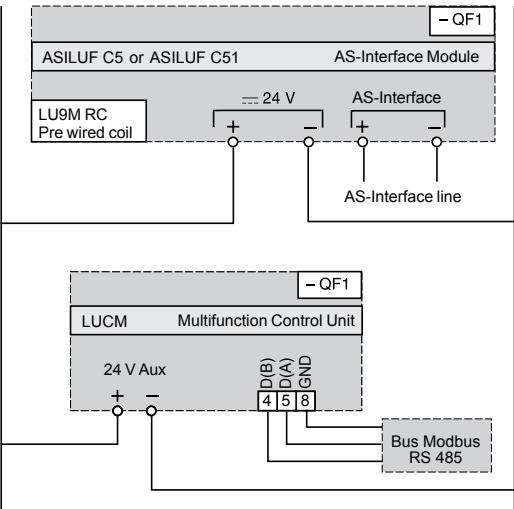 – QF1
ASILUF C5 or ASILUF C51 AS-Interface Module
LU9M RC
Pre wired coil
⎓ 24 V
AS-Interface
+ – + –
AS-Interface line
– QF1
LUCM Multifunction Control Unit
24 V Aux
+ –
D(B) D(A) GND
4 5 8
Bus Modbus
RS 485